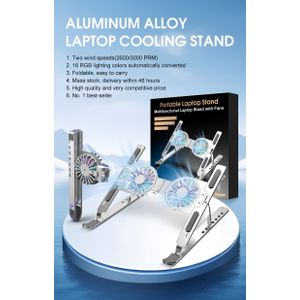 ALUMINUM ALLOY
LAPTOP COOLING STAND
1. Two wind speeds(2600/3000 PRM)
2. 16 RGB lighting colors automatically converted
3. Foldable, easy to carry
4. Mass stock, delivery within 48 hours
5. High quality and very competitive price
6. No. 1 best-seller
Portable Laptop Stand
Multifunctional Laptop Stand with Fans